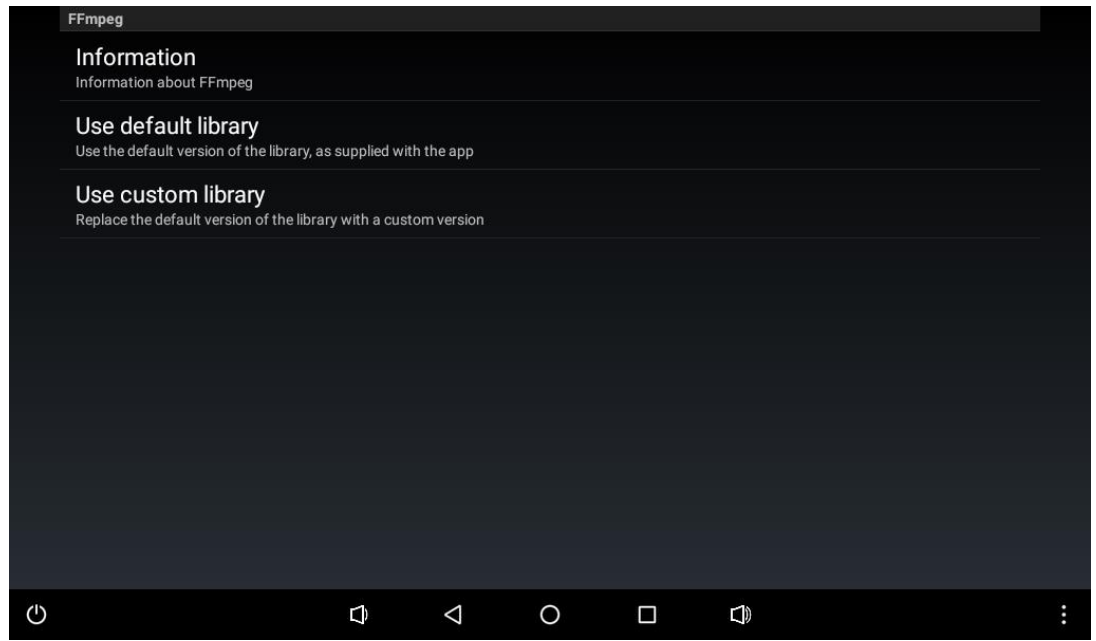 FFmpeg
Information
Information about FFmpeg
Use default library
Use the default version of the library, as supplied with the app
Use custom library
Replace the default version of the library with a custom version